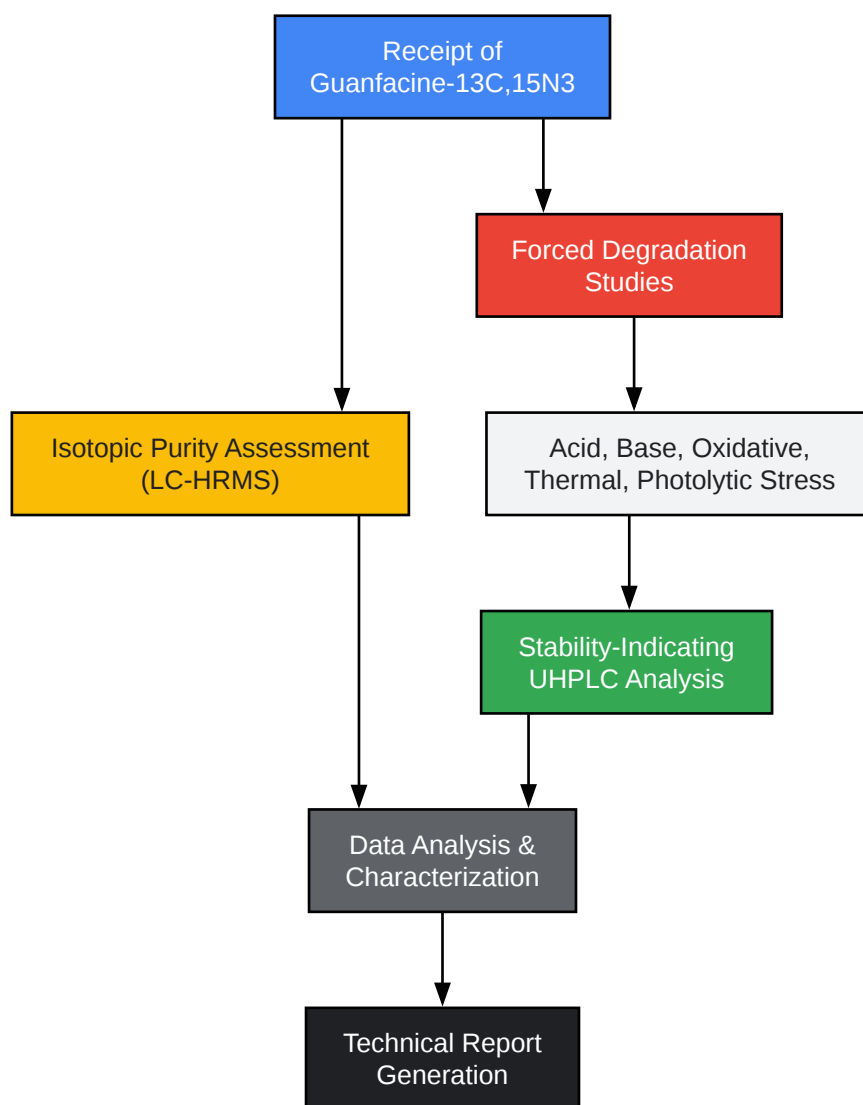 Receipt of
Guanfacine-13C,15N3
Forced Degradation
Studies
Isotopic Purity Assessment
(LC-HRMS)
Acid, Base, Oxidative,
Thermal, Photolytic Stress
Stability-Indicating
UHPLC Analysis
Data Analysis &
Characterization
Technical Report
Generation